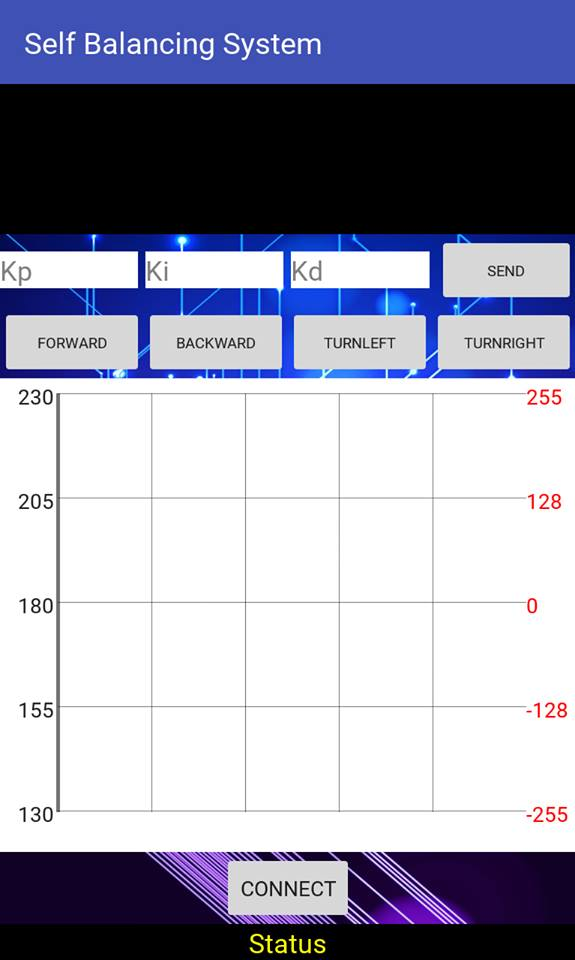 Self Balancing System
Kp Ki Kd SEND
FORWARD BACKWARD TURNLEFT TURNRIGHT
230 255
205 128
180 0
155 -128
130 -255
CONNECT
Status